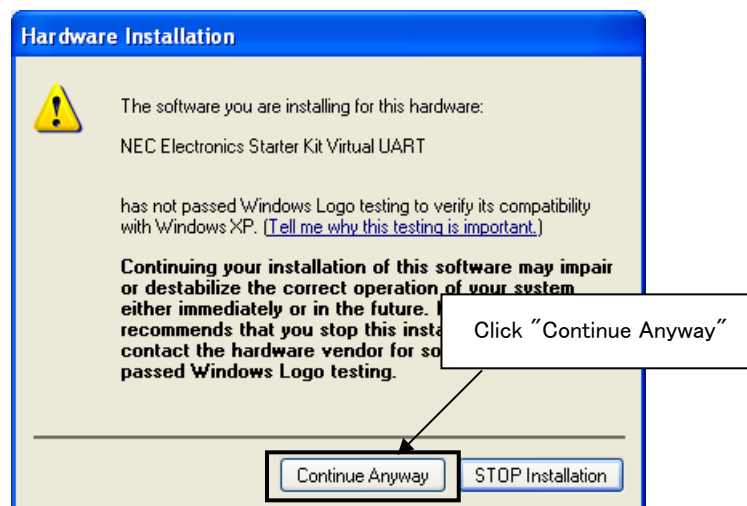 Hardware Installation
The software you are installing for this hardware:
NEC Electronics Starter Kit Virtual UART
has not passed Windows Logo testing to verify its compatibility
with Windows XP. (Tell me why this testing is important.)
Continuing your installation of this software may impair
or destabilize the correct operation of your system
either immediately or in the future.
recommends that you stop this
contact the hardware vendor for
passed Windows Logo testing.
Click "Continue Anyway"
Continue Anyway
STOP Installation